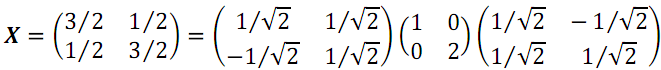 X = (3/2 1/2 1/2 3/2) = (1/√2 1/√2 -1/√2 1/√2) (1 0 0 2) (1/√2 -1/√2 1/√2 1/√2)